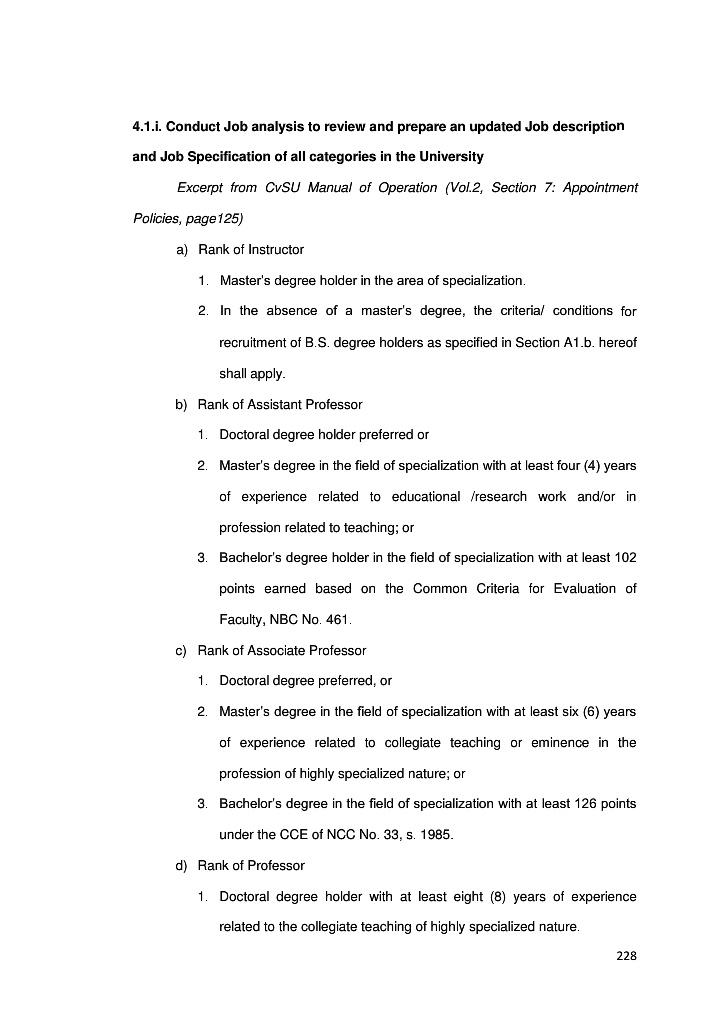 4.1.i. Conduct Job analysis to review and prepare an updated Job description
and Job Specification of all categories in the University
Excerpt from CvSU Manual of Operation (Vol.2, Section 7: Appointment
Policies, page125)
a) Rank of Instructor
1. Master's degree holder in the area of specialization.
2. In the absence of a master's degree, the criteria/ conditions for
recruitment of B.S. degree holders as specified in Section A1.b. hereof
shall apply.
b) Rank of Assistant Professor
1. Doctoral degree holder preferred or
2. Master's degree in the field of specialization with at least four (4) years
of experience related to educational /research work and/or in
profession related to teaching; or
3. Bachelor's degree holder in the field of specialization with at least 102
points earned based on the Common Criteria for Evaluation of
Faculty, NBC No. 461.
c) Rank of Associate Professor
1. Doctoral degree preferred, or
2. Master's degree in the field of specialization with at least six (6) years
of experience related to collegiate teaching or eminence in the
profession of highly specialized nature; or
3. Bachelor's degree in the field of specialization with at least 126 points
under the CCE of NCC No. 33, s. 1985.
d) Rank of Professor
1. Doctoral degree holder with at least eight (8) years of experience
related to the collegiate teaching of highly specialized nature.
228